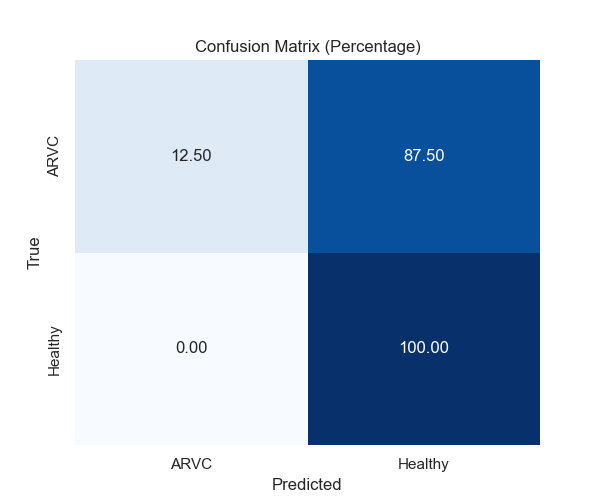 Confusion Matrix (Percentage)
True
ARVC
12.50
87.50
Healthy
0.00
100.00
ARVC
Healthy
Predicted